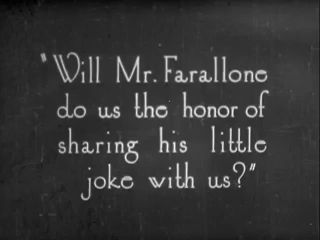 "Will Mr. Farallone
do us the honor of
sharing his little
joke with us?"